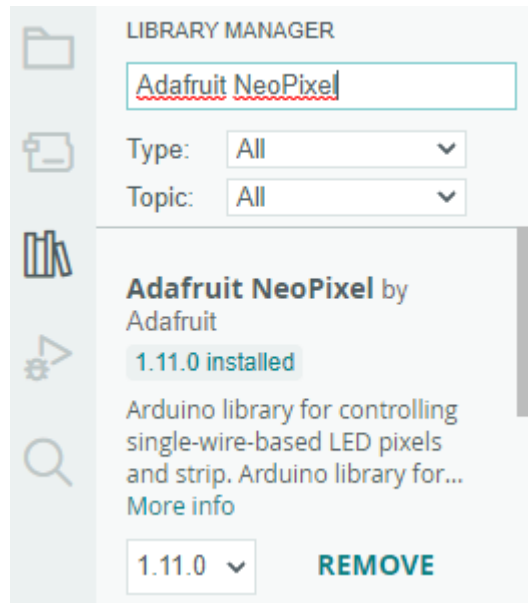 LIBRARY MANAGER
Adafruit NeoPixel
Type: All
Topic: All
Adafruit NeoPixel by
Adafruit
1.11.0 installed
Arduino library for controlling
single-wire-based LED pixels
and strip. Arduino library for...
More info
1.11.0 REMOVE